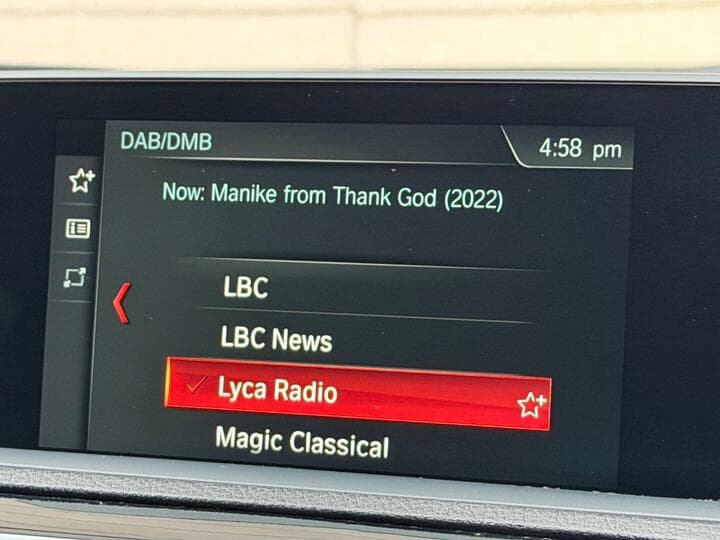 DAB/DMB
4:58 pm
Now: Manike from Thank God (2022)
LBC
LBC News
Lyca Radio
Magic Classical